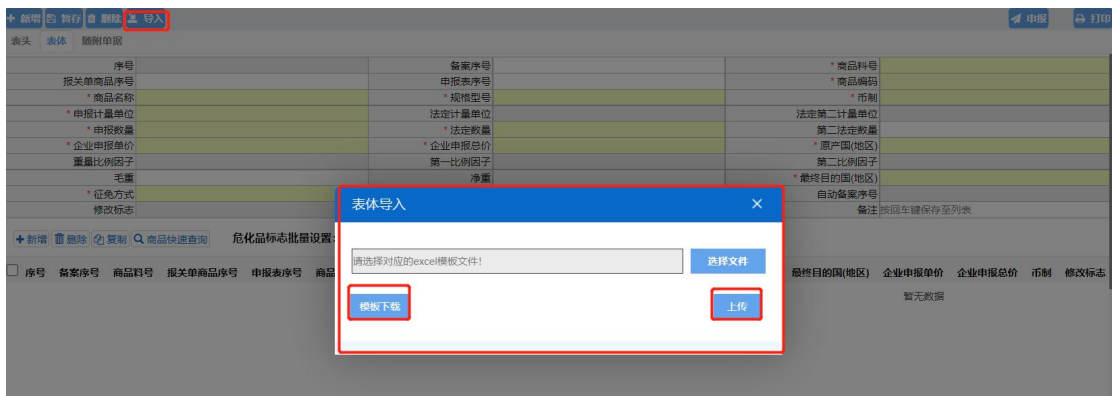 + 新增 暂存 删除 导入 申报 打印
表头 表体 随附单据
序号 备案序号 *商品料号
报关单商品序号 申报表序号 *商品编码
*商品名称 *规格型号 *币制
*申报计量单位 法定计量单位 法定第二计量单位
*申报数量 *法定数量 第二法定数量
*企业申报单价 *企业申报总价 *原产国(地区)
重量比例因子 第一比例因子 第二比例因子
毛重 净重 *最终目的国(地区)
*征免方式 自动备案序号
修改标志 备注 按回车键保存至列表
表体导入 ×
+新增 删除 复制 商品快速查询 危化品标志批量设置:
请选择对应的excel模板文件! 选择文件
序号 备案序号 商品料号 报关单商品序号 申报表序号 商品 最终目的国(地区) 企业申报单价 企业申报总价 币制 修改标志
模板下载 上传
暂无数据